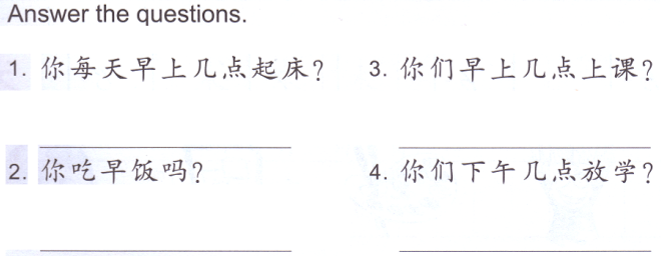 Answer the questions.
1. 你每天早上几点起床?
2. 你吃早饭吗?
3. 你们早上几点上课?
4. 你们下午几点放学?